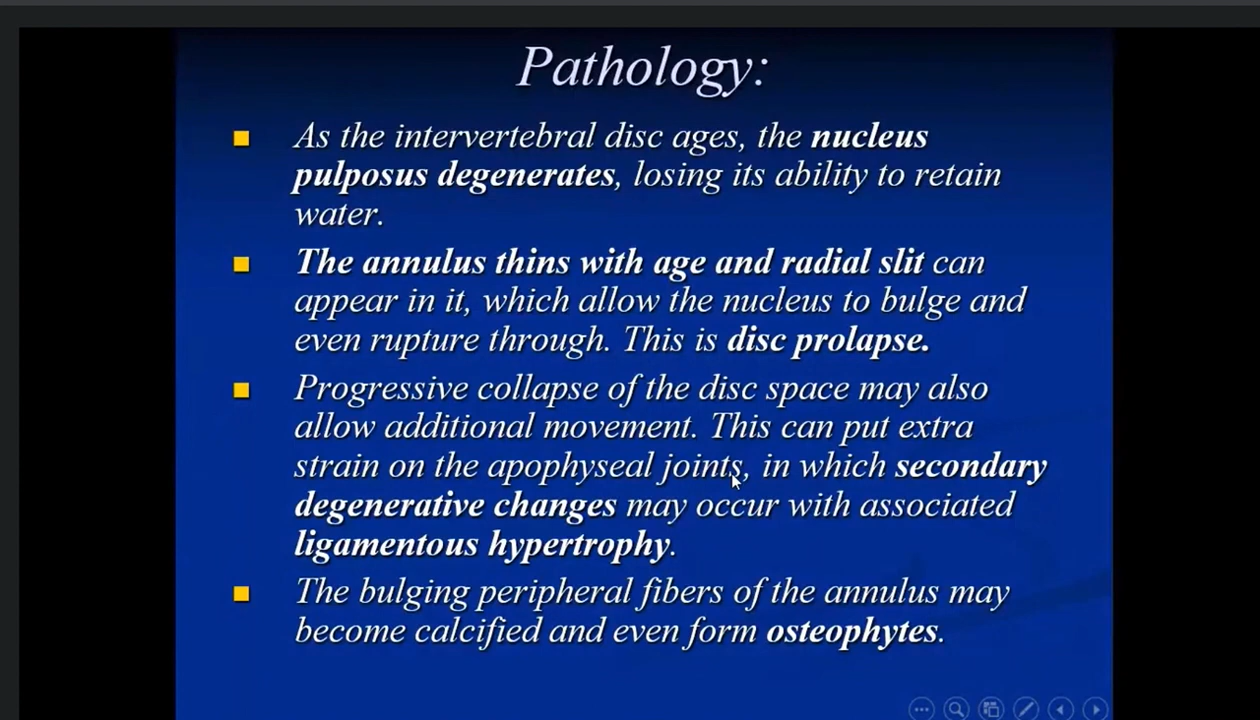 Pathology:
As the intervertebral disc ages, the nucleus
pulposus degenerates, losing its ability to retain
water.
The annulus thins with age and radial slit can
appear in it, which allow the nucleus to bulge and
even rupture through. This is disc prolapse.
Progressive collapse of the disc space may also
allow additional movement. This can put extra
strain on the apophyseal joints, in which secondary
degenerative changes may occur with associated
ligamentous hypertrophy.
The bulging peripheral fibers of the annulus may
become calcified and even form osteophytes.